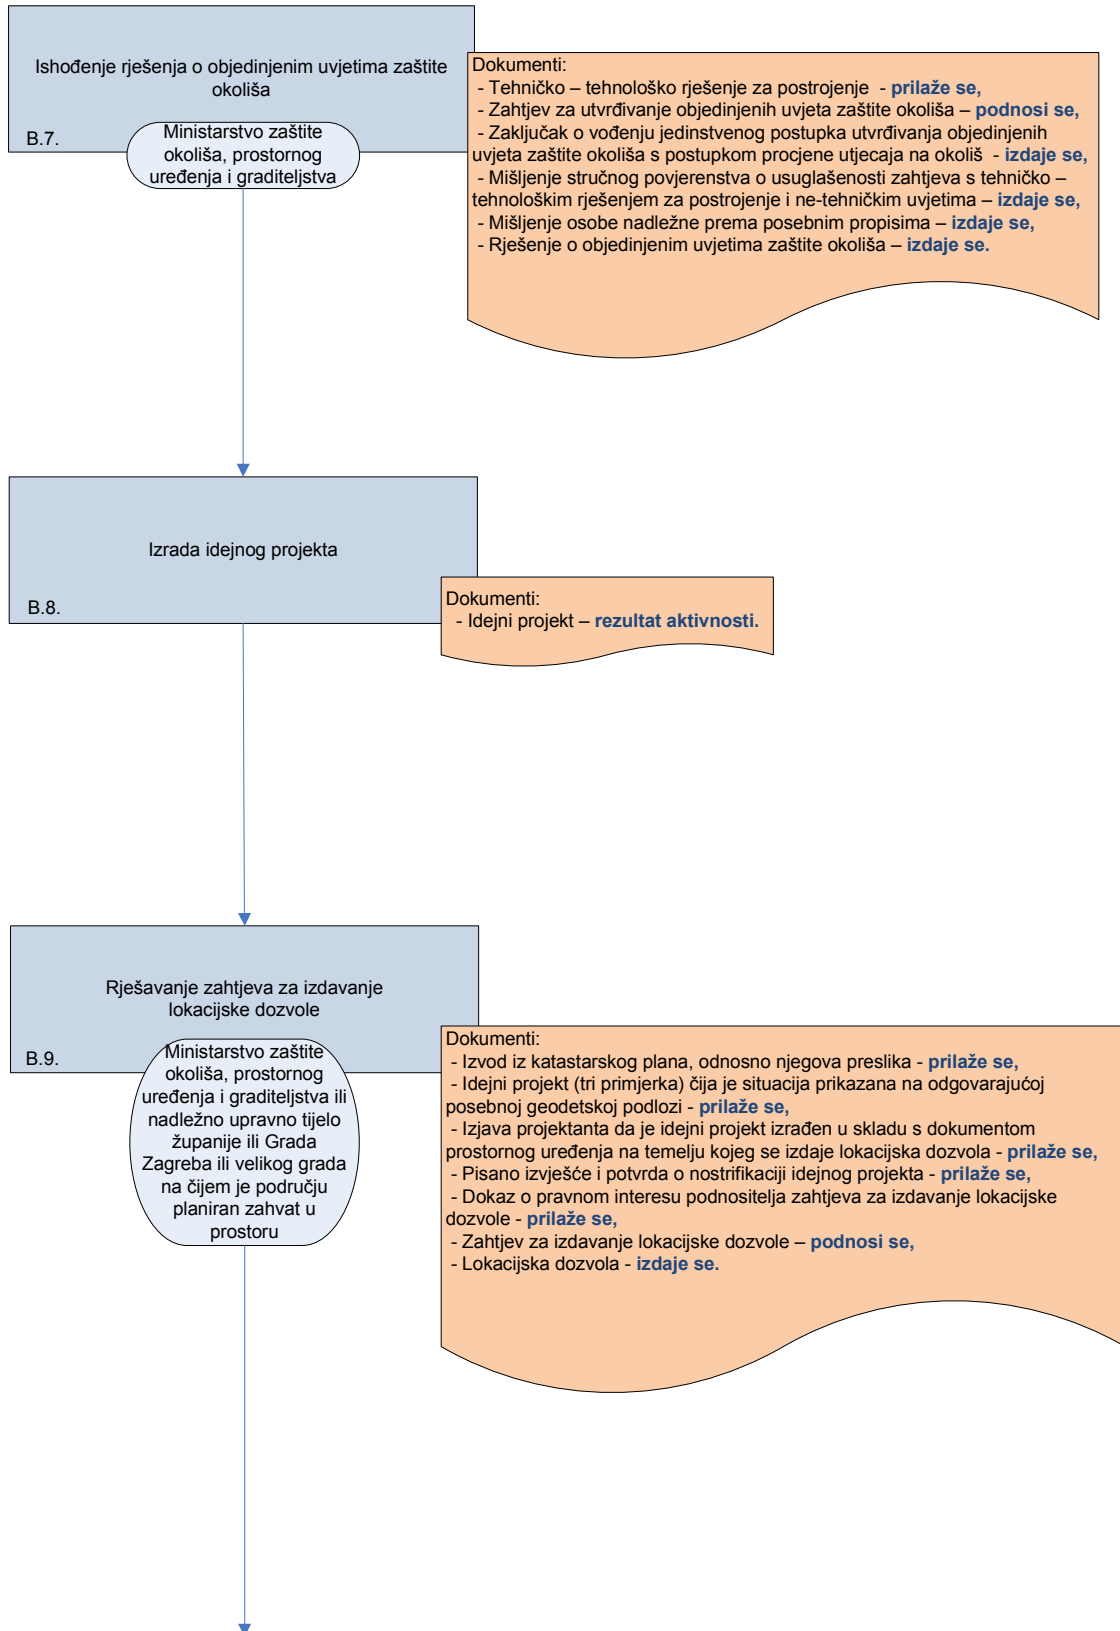 Ishođenje rješenja o objedinjenim uvjetima zaštite
okoliša
B.7.
Ministarstvo zaštite
okoliša, prostornog
uređenja i graditeljstva
Dokumenti:
- Tehničko – tehnološko rješenje za postrojenje - prilaže se,
- Zahtjev za utvrđivanje objedinjenih uvjeta zaštite okoliša – podnosi se,
- Zaključak o vođenju jedinstvenog postupka utvrđivanja objedinjenih
uvjeta zaštite okoliša s postupkom procjene utjecaja na okoliš - izdaje se,
- Mišljenje stručnog povjerenstva o usuglašenosti zahtjeva s tehničko –
tehnološkim rješenjem za postrojenje i ne-tehničkim uvjetima – izdaje se,
- Mišljenje osobe nadležne prema posebnim propisima – izdaje se,
- Rješenje o objedinjenim uvjetima zaštite okoliša – izdaje se.
Izrada idejnog projekta
B.8.
Dokumenti:
- Idejni projekt – rezultat aktivnosti.
Rješavanje zahtjeva za izdavanje
lokacijske dozvole
B.9.
Ministarstvo zaštite
okoliša, prostornog
uređenja i graditeljstva ili
nadležno upravno tijelo
županije ili Grada
Zagreba ili velikog grada
na čijem je području
planiran zahvat u
prostoru
Dokumenti:
- Izvod iz katastarskog plana, odnosno njegova preslika - prilaže se,
- Idejni projekt (tri primjerka) čija je situacija prikazana na odgovarajućoj
posebnoj geodetskoj podlozi - prilaže se,
- Izjava projektanta da je idejni projekt izrađen u skladu s dokumentom
prostornog uređenja na temelju kojeg se izdaje lokacijska dozvola - prilaže se,
- Pisano izvješće i potvrda o nostrifikaciji idejnog projekta - prilaže se,
- Dokaz o pravnom interesu podnositelja zahtjeva za izdavanje lokacijske
dozvole - prilaže se,
- Zahtjev za izdavanje lokacijske dozvole – podnosi se,
- Lokacijska dozvola - izdaje se.